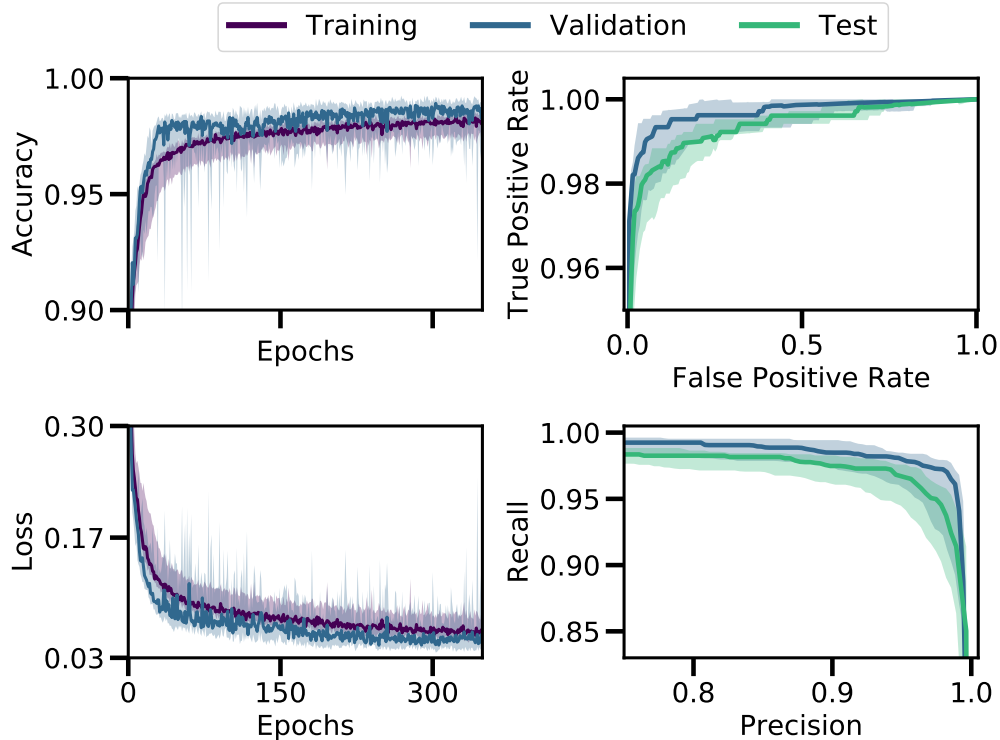 Training Validation Test
1.00
0.95
0.90
Accuracy
Epochs
1.00
0.98
0.96
True Positive Rate
0.0 0.5 1.0
False Positive Rate
0.30
0.17
0.03
Loss
0 150 300
Epochs
1.00
0.95
0.90
0.85
Recall
0.8 0.9 1.0
Precision